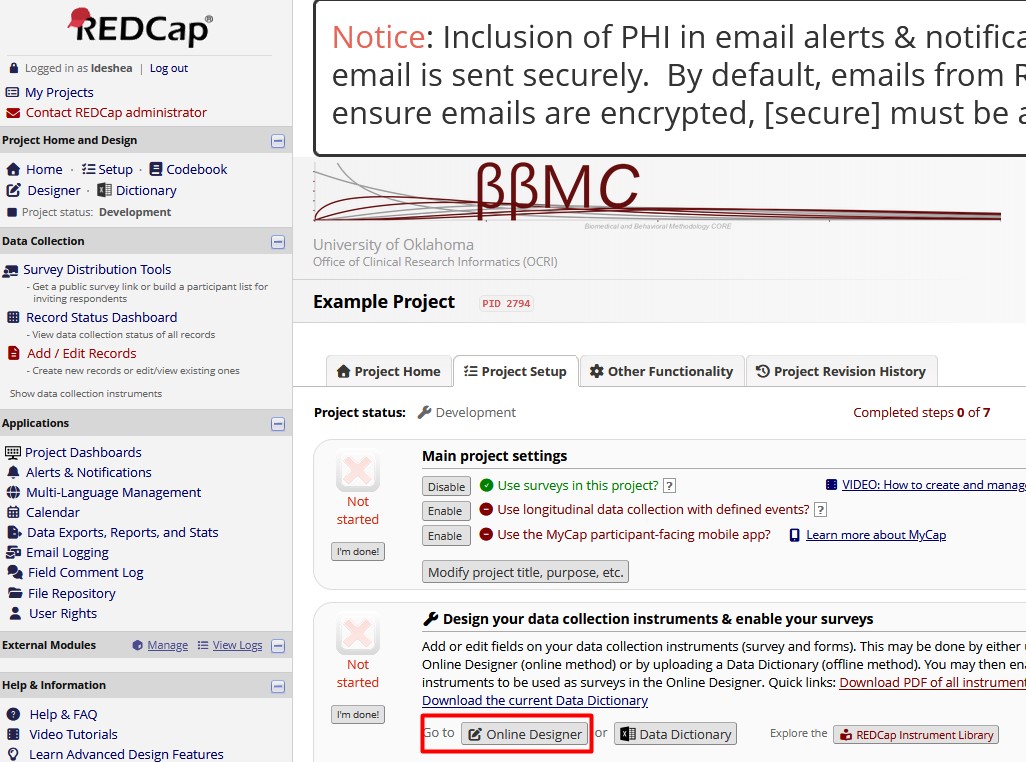 REDCap®
Logged in as ldeshea | Log out
My Projects
Contact REDCap administrator
Project Home and Design
Home · Setup · Codebook
Designer · Dictionary
Project status: Development
Data Collection
Survey Distribution Tools
- Get a public survey link or build a participant list for
inviting respondents
Record Status Dashboard
- View data collection status of all records
Add / Edit Records
- Create new records or edit/view existing ones
Show data collection instruments
Applications
Project Dashboards
Alerts & Notifications
Multi-Language Management
Calendar
Data Exports, Reports, and Stats
Email Logging
Field Comment Log
File Repository
User Rights
External Modules Manage View Logs
Help & Information
Help & FAQ
Video Tutorials
Learn Advanced Design Features
Notice: Inclusion of PHI in email alerts & notifica
email is sent securely. By default, emails from R
ensure emails are encrypted, [secure] must be a
ββMC
Biomedical and Behavioral Methodology CORE
University of Oklahoma
Office of Clinical Research Informatics (OCRI)
Example Project PID 2794
Project Home Project Setup Other Functionality Project Revision History
Project status: Development Completed steps 0 of 7
Main project settings
Not started
I'm done!
Disable Use surveys in this project? ? VIDEO: How to create and manage
Enable Use longitudinal data collection with defined events? ?
Enable Use the MyCap participant-facing mobile app? Learn more about MyCap
Modify project title, purpose, etc.
Design your data collection instruments & enable your surveys
Not started
I'm done!
Add or edit fields on your data collection instruments (survey and forms). This may be done by either u
Online Designer (online method) or by uploading a Data Dictionary (offline method). You may then ena
instruments to be used as surveys in the Online Designer. Quick links: Download PDF of all instrument
Download the current Data Dictionary
Go to Online Designer or Data Dictionary Explore the REDCap Instrument Library